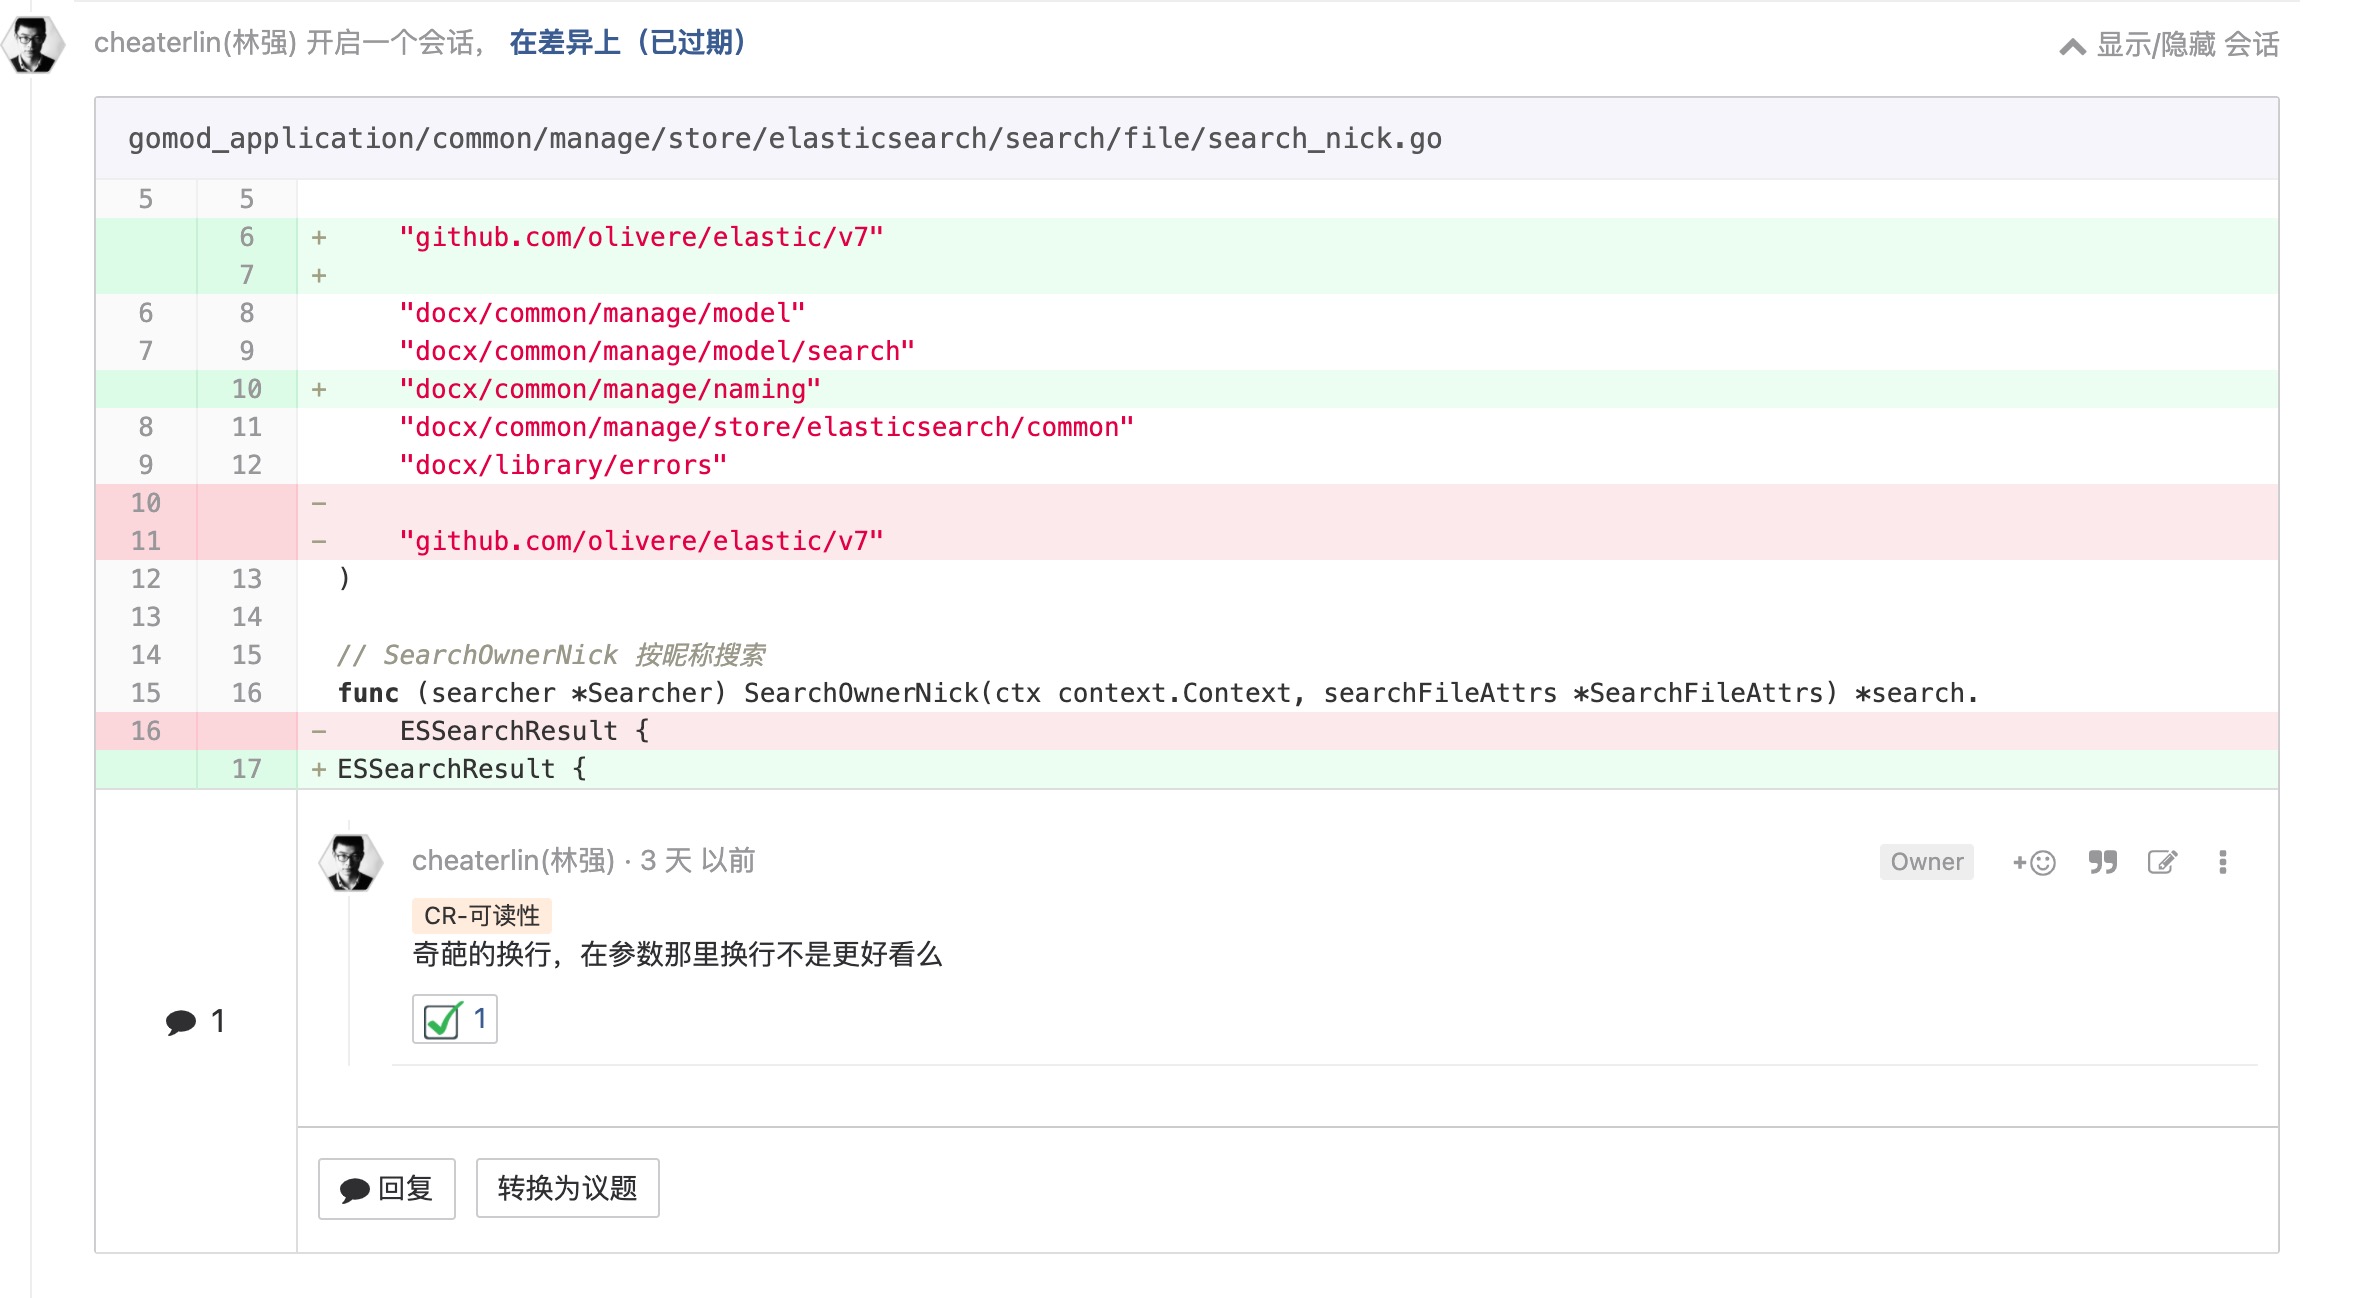 cheaterlin(林强) 开启一个会话， 在差异上（已过期） 显示/隐藏 会话
gomod_application/common/manage/store/elasticsearch/search/file/search_nick.go
5 5
6 + "github.com/olivere/elastic/v7"
7 +
6 8 "docx/common/manage/model"
7 9 "docx/common/manage/model/search"
10 + "docx/common/manage/naming"
8 11 "docx/common/manage/store/elasticsearch/common"
9 12 "docx/library/errors"
10 -
11 - "github.com/olivere/elastic/v7"
12 13 )
13 14
14 15 // SearchOwnerNick 按昵称搜索
15 16 func (searcher *Searcher) SearchOwnerNick(ctx context.Context, searchFileAttrs *SearchFileAttrs) *search.
16 - ESSearchResult {
17 + ESSearchResult {
cheaterlin(林强) · 3 天 以前 Owner
CR-可读性
奇葩的换行，在参数那里换行不是更好看么
1
1
回复 转换为议题